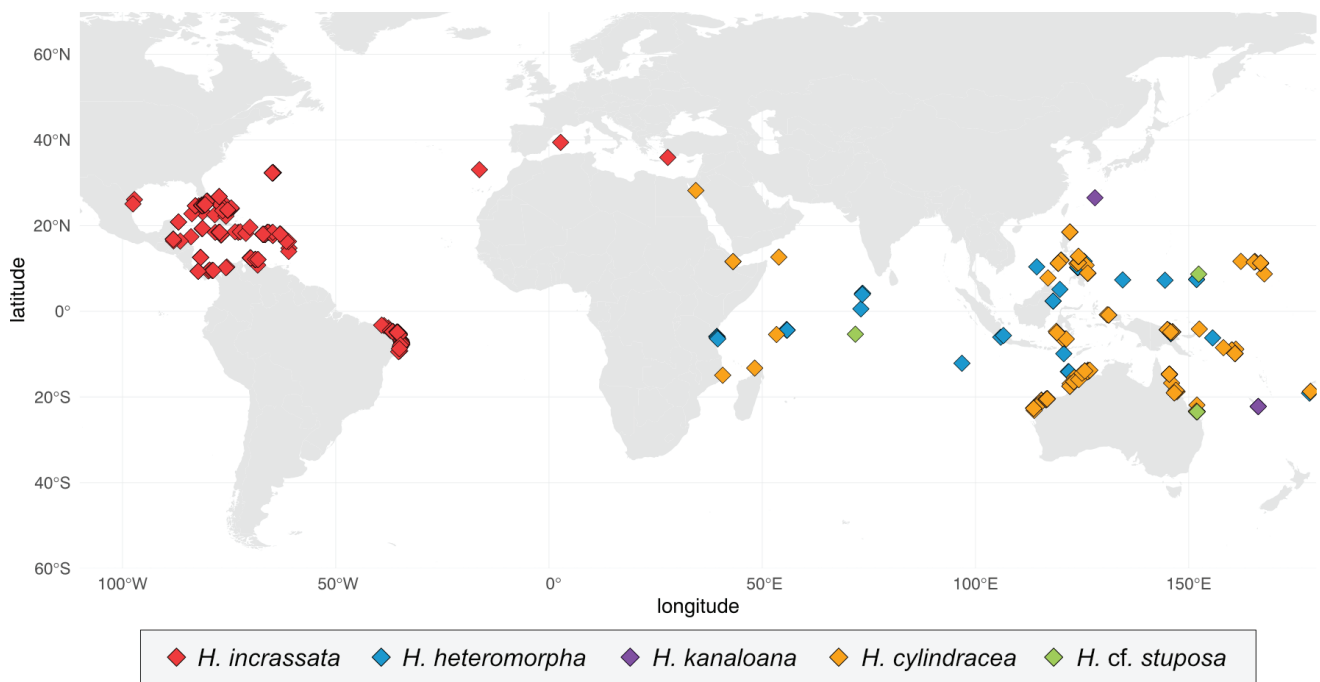 60°N
40°N
20°N
0°
20°S
40°S
60°S
latitude
100°W 50°W 0° 50°E 100°E 150°E
longitude
H. incrassata H. heteromorpha H. kanaloana H. cylindracea H. cf. stuposa